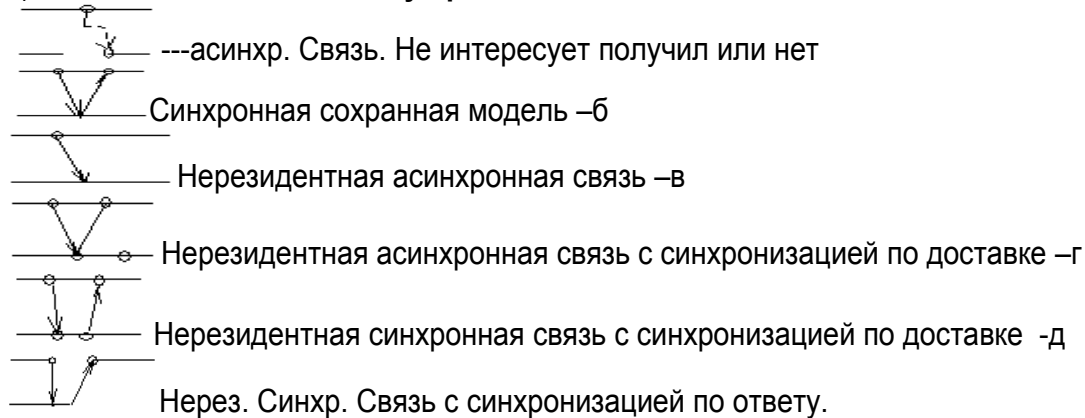 ---асинхр. Связь. Не интересует получил или нет
Синхронная сохранная модель –б
Нерезидентная асинхронная связь –в
Нерезидентная асинхронная связь с синхронизацией по доставке –г
Нерезидентная синхронная связь с синхронизацией по доставке -д
Нерез. Синхр. Связь с синхронизацией по ответу.